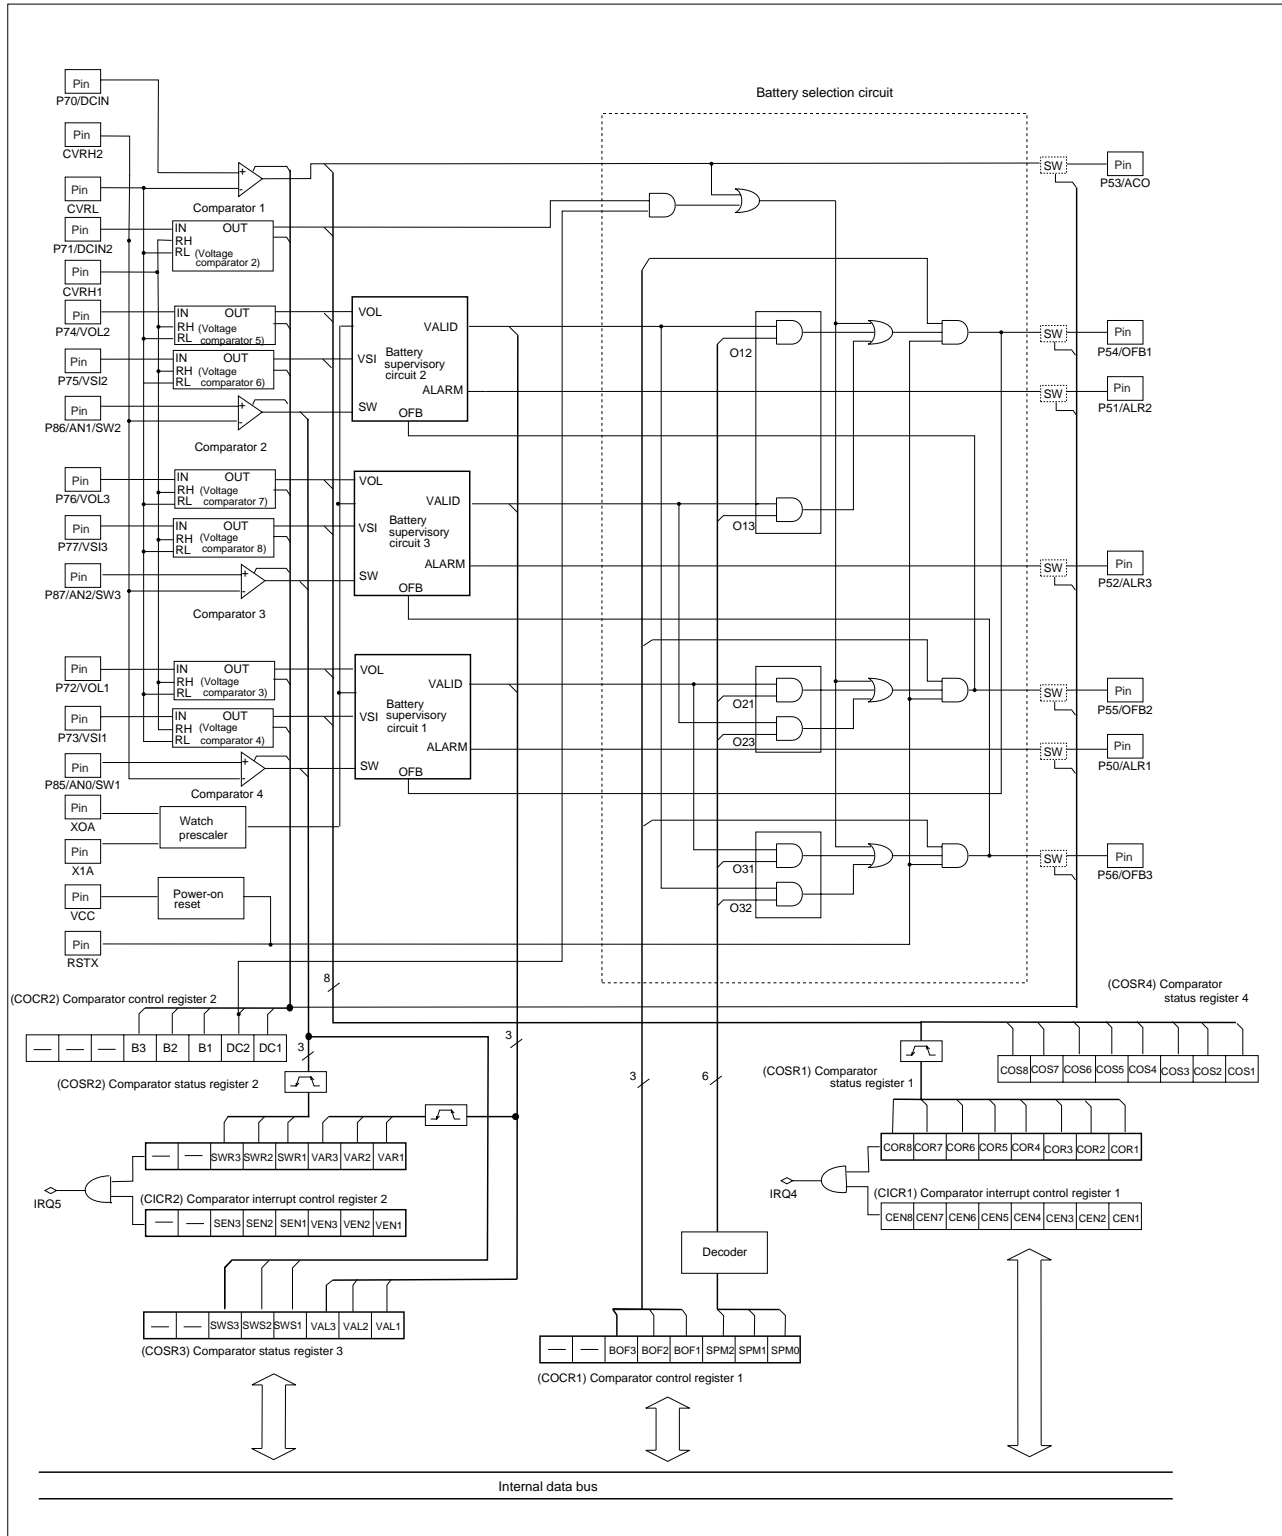 Pin
P70/DCIN
Battery selection circuit
Pin
CVRH2
Pin
CVRL
+
-
Comparator 1
SW
Pin
P53/ACO
Pin
P71/DCIN2
IN OUT
RH
RL (Voltage comparator 2)
Pin
CVRH1
Pin
P74/VOL2
IN OUT
RH (Voltage
RL comparator 5)
Pin
P75/VSI2
IN OUT
RH (Voltage
RL comparator 6)
VOL
VALID
VSI
Battery
supervisory
circuit 2
ALARM
SW
OFB
O12
SW
Pin
P54/OFB1
SW
Pin
P51/ALR2
Pin
P86/AN1/SW2
+
-
Comparator 2
Pin
P76/VOL3
IN OUT
RH (Voltage
RL comparator 7)
Pin
P77/VSI3
IN OUT
RH (Voltage
RL comparator 8)
VOL
VALID
VSI
Battery
supervisory
circuit 3
ALARM
SW
OFB
O13
SW
Pin
P52/ALR3
Pin
P87/AN2/SW3
+
-
Comparator 3
Pin
P72/VOL1
IN OUT
RH (Voltage
RL comparator 3)
Pin
P73/VSI1
IN OUT
RH (Voltage
RL comparator 4)
VOL
VALID
VSI
Battery
supervisory
circuit 1
ALARM
SW
OFB
O21
O23
SW
Pin
P55/OFB2
SW
Pin
P50/ALR1
Pin
P85/AN0/SW1
+
-
Comparator 4
Pin
XOA
Watch
prescaler
Pin
X1A
O31
O32
SW
Pin
P56/OFB3
Pin
VCC
Power-on
reset
Pin
RSTX
8
(COCR2) Comparator control register 2
B3 B2 B1 DC2 DC1
3
3
3
6
(COSR4) Comparator
status register 4
COS8 COS7 COS6 COS5 COS4 COS3 COS2 COS1
(COSR2) Comparator status register 2
SWR3 SWR2 SWR1 VAR3 VAR2 VAR1
(COSR1) Comparator
status register 1
COR8 COR7 COR6 COR5 COR4 COR3 COR2 COR1
IRQ5
(CICR2) Comparator interrupt control register 2
SEN3 SEN2 SEN1 VEN3 VEN2 VEN1
IRQ4
(CICR1) Comparator interrupt control register 1
CEN8 CEN7 CEN6 CEN5 CEN4 CEN3 CEN2 CEN1
Decoder
SWS3 SWS2 SWS1 VAL3 VAL2 VAL1
(COSR3) Comparator status register 3
BOF3 BOF2 BOF1 SPM2 SPM1 SPM0
(COCR1) Comparator control register 1
Internal data bus